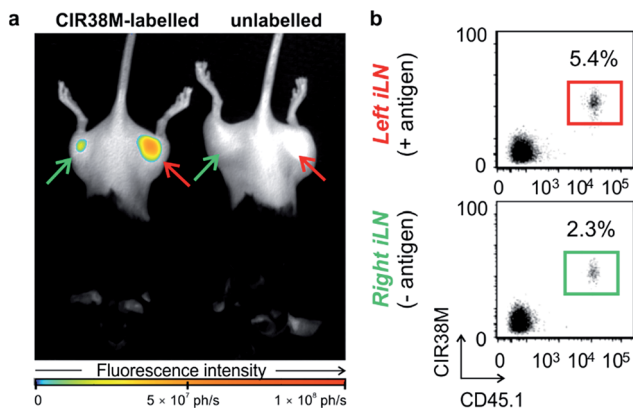 a
CIR38M-labelled
unlabelled
Fluorescence intensity
0
5 × 10⁷ ph/s
1 × 10⁸ ph/s
b
Left iLN
(+ antigen)
100
0
5.4%
10³ 10⁴ 10⁵
Right iLN
(- antigen)
100
0
2.3%
0 10³ 10⁴ 10⁵
CIR38M
CD45.1